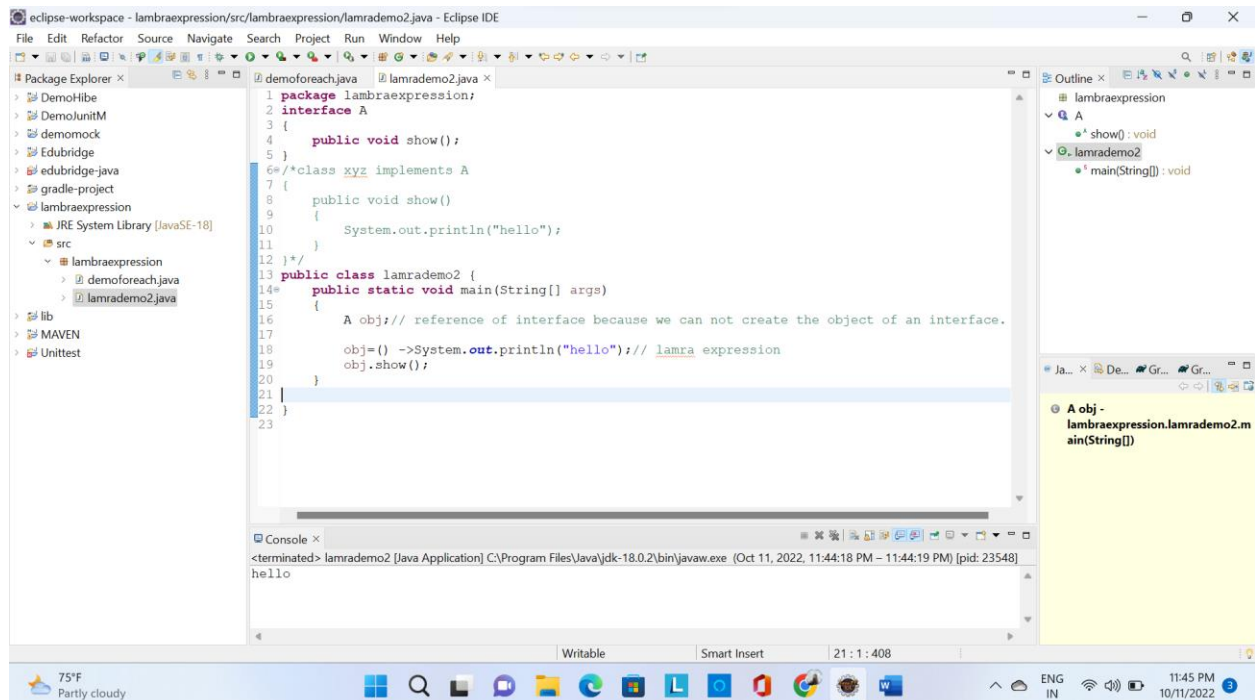 eclipse-workspace - lambraexpression/src/lambraexpression/lamrademo2.java - Eclipse IDE
File Edit Refactor Source Navigate Search Project Run Window Help
Package Explorer
DemoHibe
DemoJunitM
demomock
Edubridge
edubridge-java
gradle-project
lambraexpression
JRE System Library [JavaSE-18]
src
lambraexpression
demoforeach.java
lamrademo2.java
lib
MAVEN
Unittest
demoforeach.java lamrademo2.java
1 package lambraexpression;
2 interface A
3 {
4 public void show();
5 }
6 /*class xyz implements A
7 {
8 public void show()
9 {
10 System.out.println("hello");
11 }
12 }*/
13 public class lamrademo2 {
14 public static void main(String[] args)
15 {
16 A obj;// reference of interface because we can not create the object of an interface.
17
18 obj=() ->System.out.println("hello");// lamra expression
19 obj.show();
20 }
21
22 }
23
Outline
lambraexpression
A
show() : void
lamrademo2
main(String[]) : void
Ja... De... Gr... Gr...
A obj -
lambraexpression.lamrademo2.m
ain(String[])
Console
<terminated> lamrademo2 [Java Application] C:\Program Files\Java\jdk-18.0.2\bin\javaw.exe (Oct 11, 2022, 11:44:18 PM – 11:44:19 PM) [pid: 23548]
hello
Writable Smart Insert 21 : 1 : 408
75°F
Partly cloudy
ENG
IN
11:45 PM
10/11/2022
3